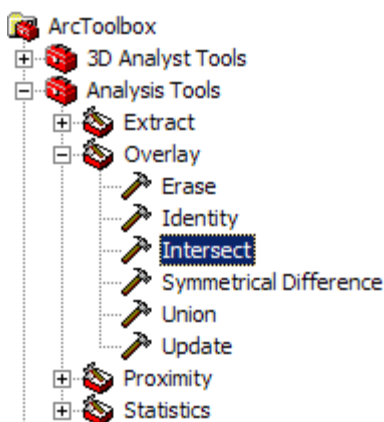 ArcToolbox
3D Analyst Tools
Analysis Tools
Extract
Overlay
Erase
Identity
Intersect
Symmetrical Difference
Union
Update
Proximity
Statistics